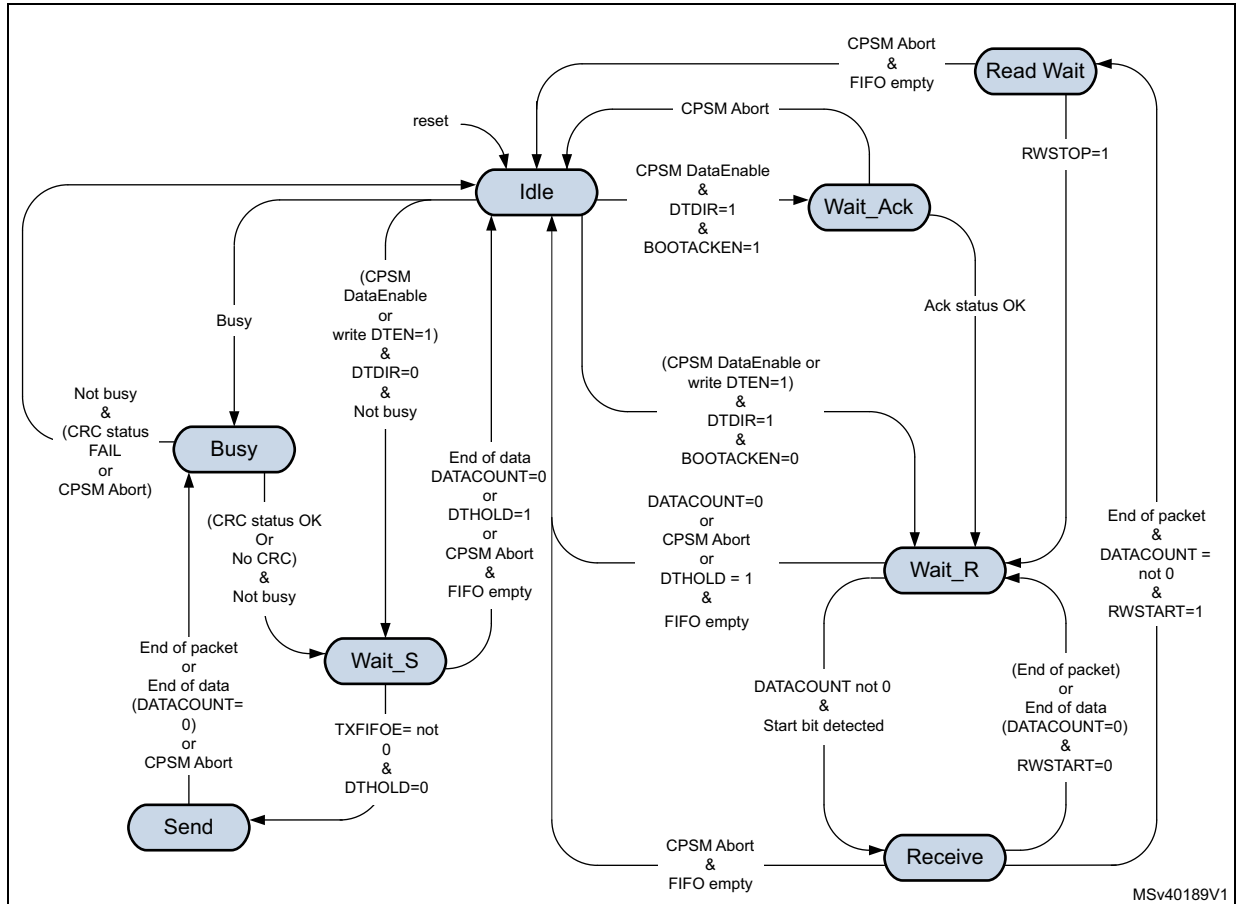 CPSM Abort
&
FIFO empty
Read Wait
CPSM Abort
reset
RWSTOP=1
Idle
CPSM DataEnable
&
DTDIR=1
&
BOOTACKEN=1
Wait_Ack
(CPSM
DataEnable
or
write DTEN=1)
&
DTDIR=0
&
Not busy
Busy
Ack status OK
(CPSM DataEnable or
write DTEN=1)
&
DTDIR=1
&
BOOTACKEN=0
Not busy
&
(CRC status
FAIL
or
CPSM Abort)
Busy
End of data
DATACOUNT=0
or
DTHOLD=1
or
CPSM Abort
&
FIFO empty
DATACOUNT=0
or
CPSM Abort
or
DTHOLD = 1
&
FIFO empty
(CRC status OK
Or
No CRC)
&
Not busy
Wait_R
End of packet
&
DATACOUNT =
not 0
&
RWSTART=1
Wait_S
End of packet
or
End of data
(DATACOUNT=
0)
or
CPSM Abort
TXFIFOE= not
0
&
DTHOLD=0
DATACOUNT not 0
&
Start bit detected
(End of packet)
or
End of data
(DATACOUNT=0)
&
RWSTART=0
Send
CPSM Abort
&
FIFO empty
Receive
MSv40189V1